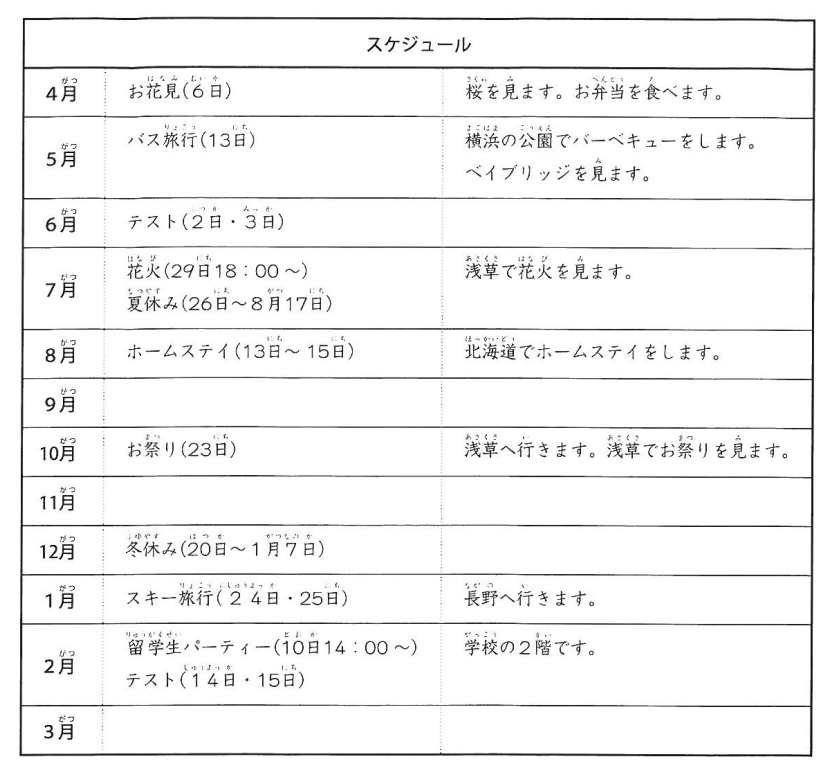 スケジュール
4月 お花見(6日) 桜を見ます。お弁当を食べます。
5月 バス旅行(13日) 横浜の公園でバーベキューをします。
ベイブリッジを見ます。
6月 テスト(2日・3日)
7月 花火(29日18：00～) 浅草で花火を見ます。
夏休み(26日～8月17日)
8月 ホームステイ(13日～15日) 北海道でホームステイをします。
9月
10月 お祭り(23日) 浅草へ行きます。浅草でお祭りを見ます。
11月
12月 冬休み(20日～1月7日)
1月 スキー旅行(24日・25日) 長野へ行きます。
2月 留学生パーティー(10日14：00～) 学校の2階です。
テスト(14日・15日)
3月